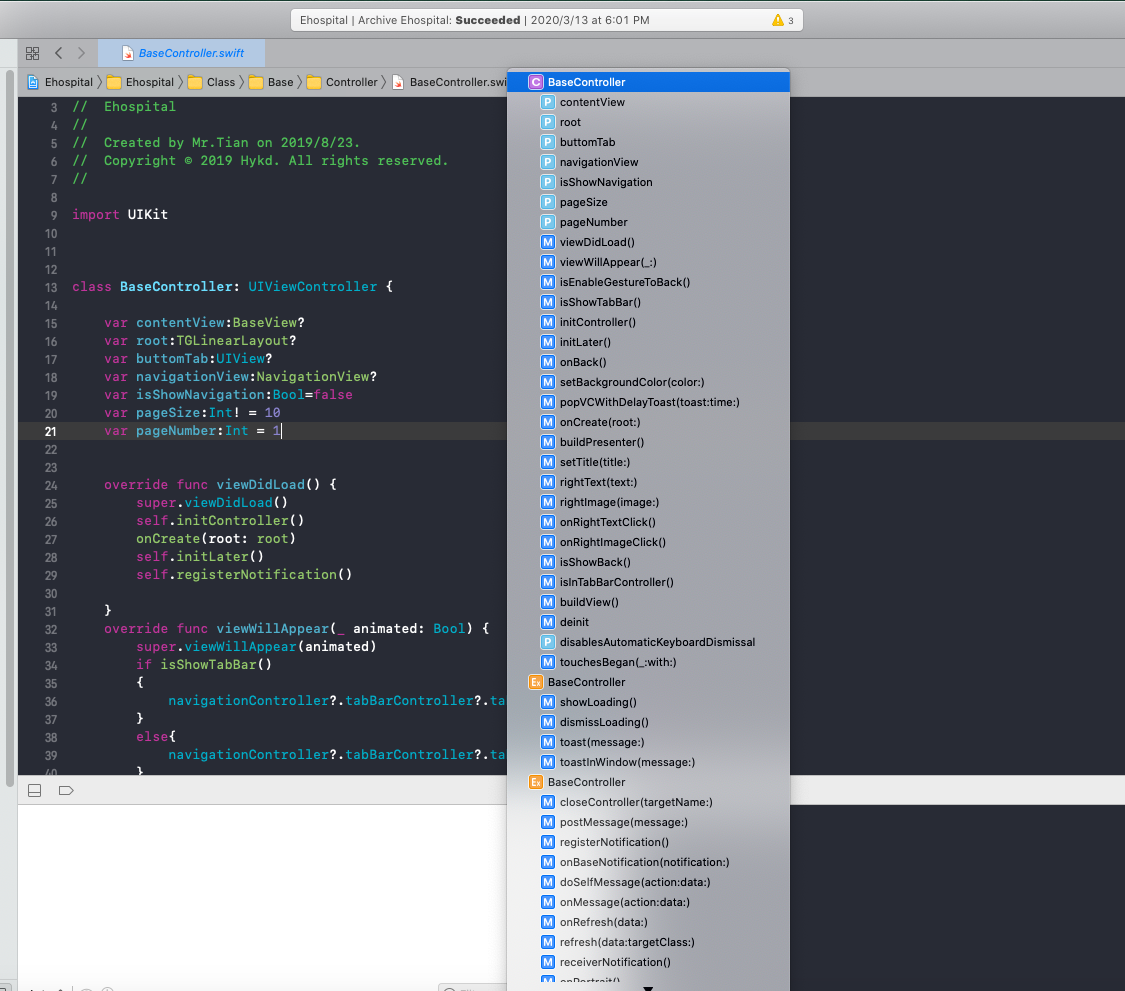 Ehospital | Archive Ehospital: Succeeded | 2020/3/13 at 6:01 PM
3
BaseController.swift
Ehospital Ehospital Class Base Controller BaseController.swi
3 // Ehospital
4 //
5 // Created by Mr.Tian on 2019/8/23.
6 // Copyright © 2019 Hykd. All rights reserved.
7 //
8
9 import UIKit
10
11
12
13 class BaseController: UIViewController {
14
15 var contentView:BaseView?
16 var root:TGLinearLayout?
17 var buttomTab:UIView?
18 var navigationView:NavigationView?
19 var isShowNavigation:Bool=false
20 var pageSize:Int! = 10
21 var pageNumber:Int = 1
22
23
24 override func viewDidLoad() {
25 super.viewDidLoad()
26 self.initController()
27 onCreate(root: root)
28 self.initLater()
29 self.registerNotification()
30
31 }
32 override func viewWillAppear(_ animated: Bool) {
33 super.viewWillAppear(animated)
34 if isShowTabBar()
35 {
36 navigationController?.tabBarController?.ta
37 }
38 else{
39 navigationController?.tabBarController?.ta
40 }
C BaseController
P contentView
P root
P buttomTab
P navigationView
P isShowNavigation
P pageSize
P pageNumber
M viewDidLoad()
M viewWillAppear(_:)
M isEnableGestureToBack()
M isShowTabBar()
M initController()
M initLater()
M onBack()
M setBackgroundColor(color:)
M popVCWithDelayToast(toast:time:)
M onCreate(root:)
M buildPresenter()
M setTitle(title:)
M rightText(text:)
M rightImage(image:)
M onRightTextClick()
M onRightImageClick()
M isShowBack()
M isInTabBarController()
M buildView()
M deinit
P disablesAutomaticKeyboardDismissal
M touchesBegan(_:with:)
Ex BaseController
M showLoading()
M dismissLoading()
M toast(message:)
M toastInWindow(message:)
Ex BaseController
M closeController(targetName:)
M postMessage(message:)
M registerNotification()
M onBaseNotification(notification:)
M doSelfMessage(action:data:)
M onMessage(action:data:)
M onRefresh(data:)
M refresh(data:targetClass:)
M receiverNotification()
M onPortrait()